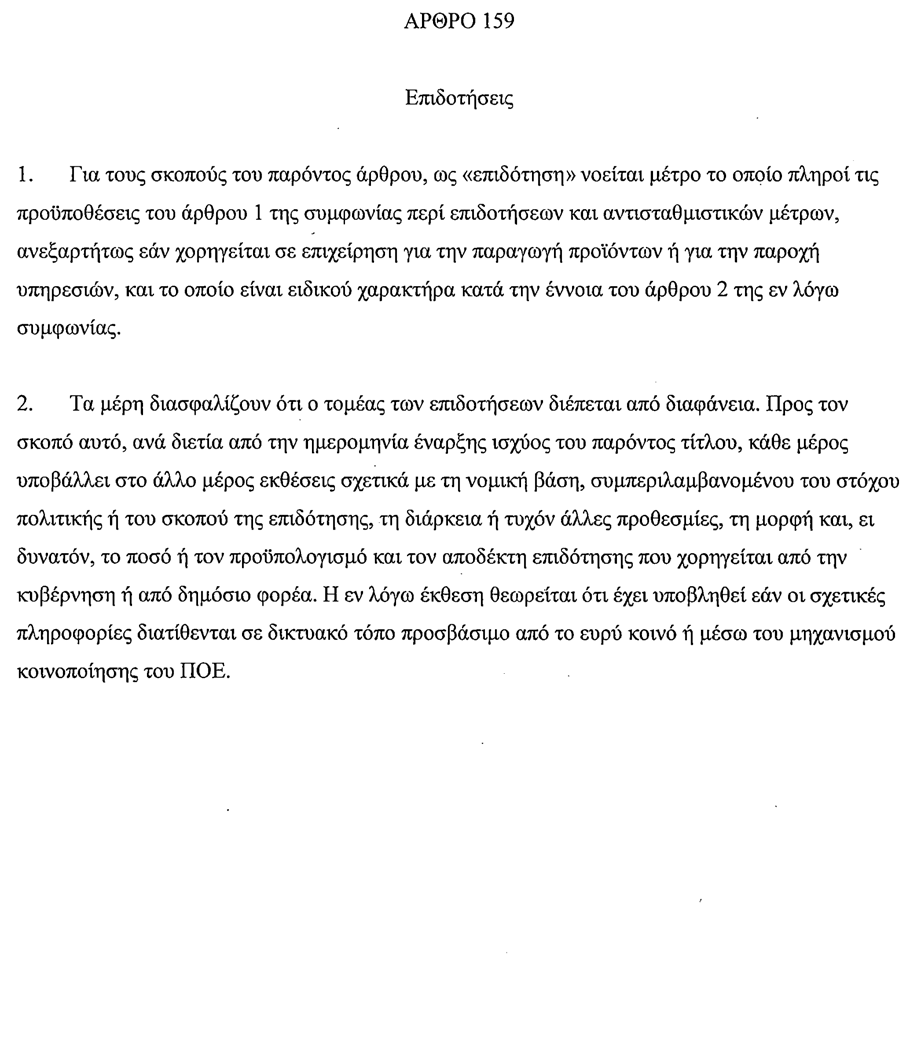 ΑΡΘΡΟ 159
Επιδοτήσεις
1. Για τους σκοπούς του παρόντος άρθρου, ως «επιδότηση» νοείται μέτρο το οποίο πληροί τις
προϋποθέσεις του άρθρου 1 της συμφωνίας περί επιδοτήσεων και αντισταθμιστικών μέτρων,
ανεξαρτήτως εάν χορηγείται σε επιχείρηση για την παραγωγή προϊόντων ή για την παροχή
υπηρεσιών, και το οποίο είναι ειδικού χαρακτήρα κατά την έννοια του άρθρου 2 της εν λόγω
συμφωνίας.
2. Τα μέρη διασφαλίζουν ότι ο τομέας των επιδοτήσεων διέπεται από διαφάνεια. Προς τον
σκοπό αυτό, ανά διετία από την ημερομηνία έναρξης ισχύος του παρόντος τίτλου, κάθε μέρος
υποβάλλει στο άλλο μέρος εκθέσεις σχετικά με τη νομική βάση, συμπεριλαμβανομένου του στόχου
πολιτικής ή του σκοπού της επιδότησης, τη διάρκεια ή τυχόν άλλες προθεσμίες, τη μορφή και, ει
δυνατόν, το ποσό ή τον προϋπολογισμό και τον αποδέκτη επιδότησης που χορηγείται από την
κυβέρνηση ή από δημόσιο φορέα. Η εν λόγω έκθεση θεωρείται ότι έχει υποβληθεί εάν οι σχετικές
πληροφορίες διατίθενται σε δικτυακό τόπο προσβάσιμο από το ευρύ κοινό ή μέσω του μηχανισμού
κοινοποίησης του ΠΟΕ.